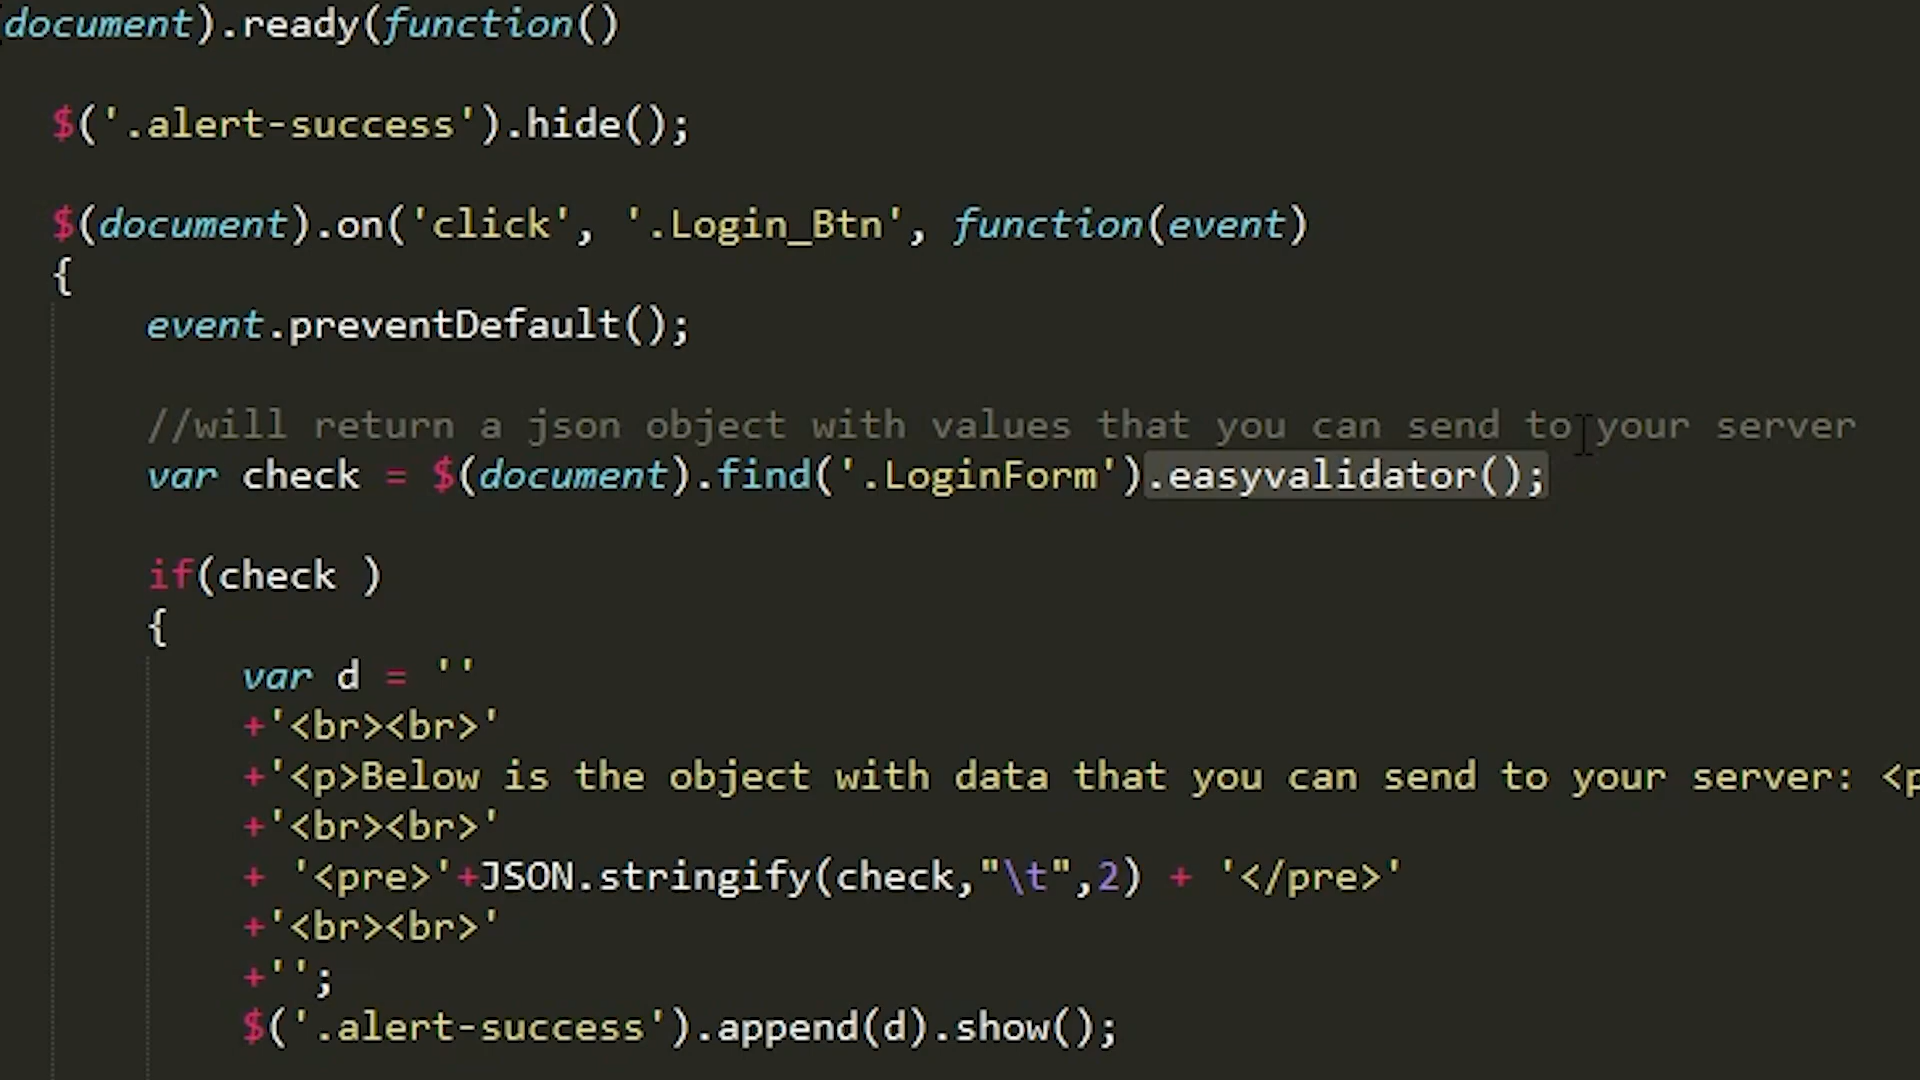 (document).ready(function()
$('.alert-success').hide();
$(document).on('click', '.Login_Btn', function(event)
{
event.preventDefault();
//will return a json object with values that you can send to your server
var check = $(document).find('.LoginForm').easyvalidator();
if(check )
{
var d = ''
+'<br><br>'
+'<p>Below is the object with data that you can send to your server: <p
+'<br><br>'
+ '<pre>'+JSON.stringify(check,"\t",2) + '</pre>'
+'<br><br>'
+'';
$('.alert-success').append(d).show();